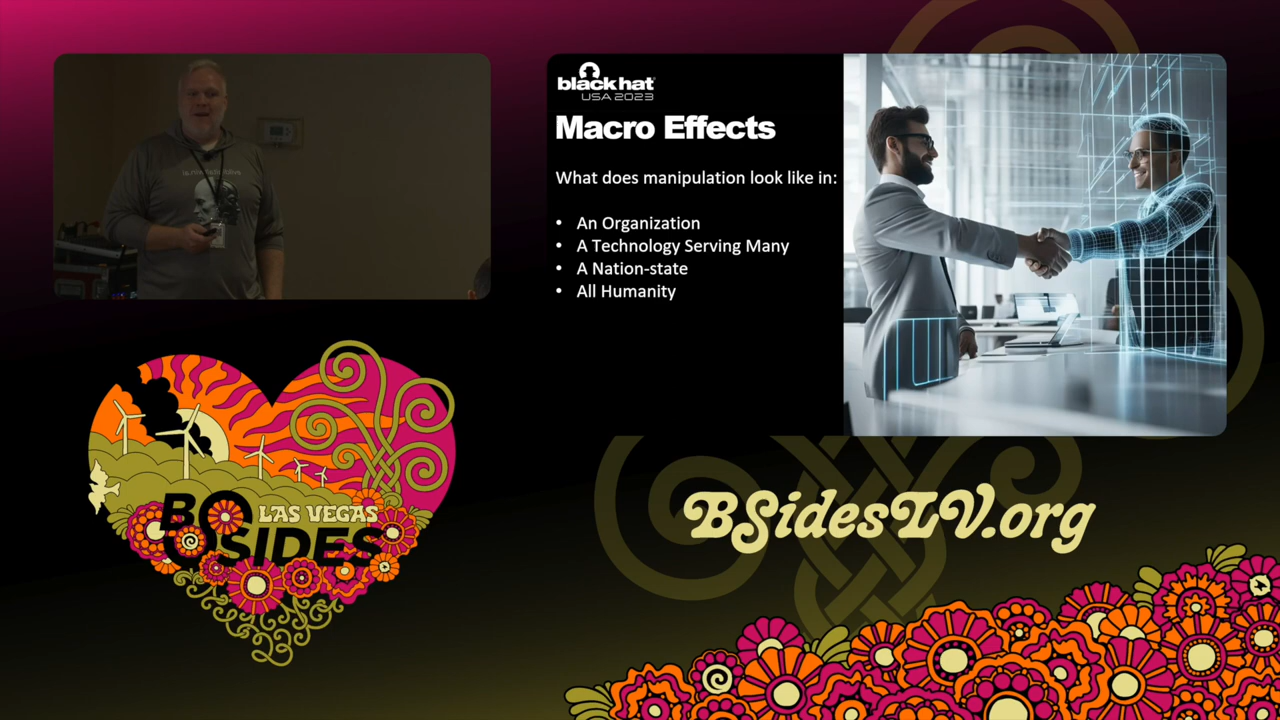 black hat
USA 2023
Macro Effects
What does manipulation look like in:
• An Organization
• A Technology Serving Many
• A Nation-state
• All Humanity
LAS VEGAS
BSIDES
BSidesLV.org
23